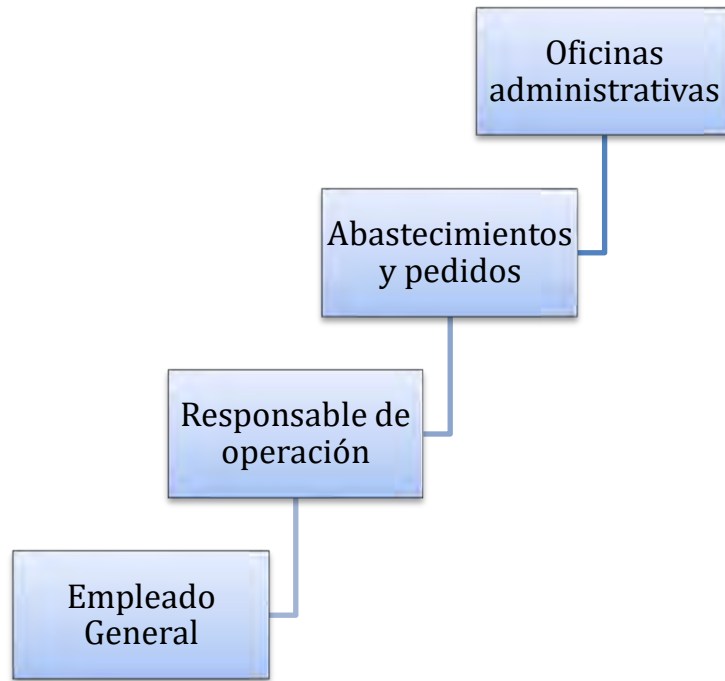 Oficinas
administrativas
Abastecimientos
y pedidos
Responsable de
operación
Empleado
General